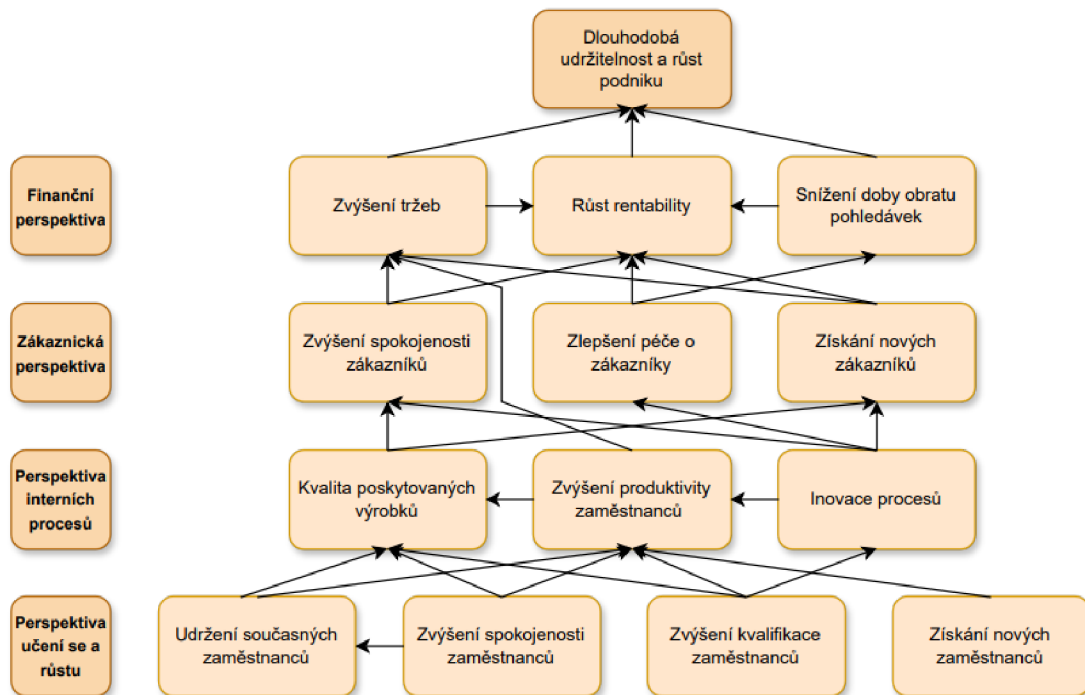 Dlouhodobá
udržitelnost a růst
podniku
Finanční
perspektiva
Zvýšení tržeb
Růst rentability
Snížení doby obratu
pohledávek
Zákaznická
perspektiva
Zvýšení spokojenosti
zákazníků
Zlepšení péče o
zákazníky
Získání nových
zákazníků
Perspektiva
interních
procesů
Kvalita poskytovaných
výrobků
Zvýšení produktivity
zaměstnanců
Inovace procesů
Perspektiva
učení se a
růstu
Udržení současných
zaměstnanců
Zvýšení spokojenosti
zaměstnanců
Zvýšení kvalifikace
zaměstnanců
Získání nových
zaměstnanců